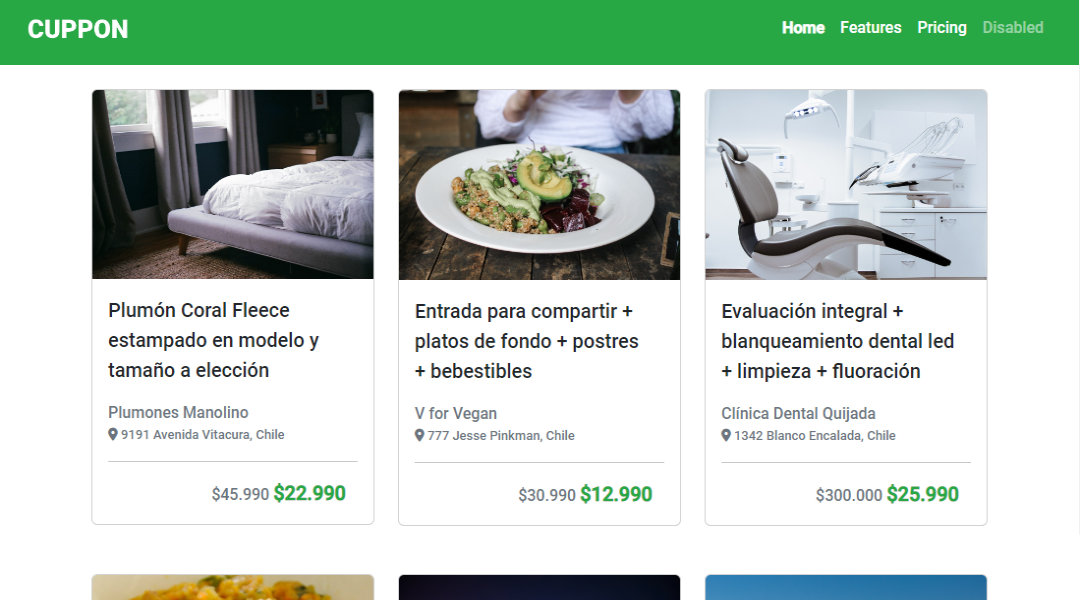 CUPPON
Home Features Pricing Disabled
Plumón Coral Fleece
estampado en modelo y
tamaño a elección
Plumones Manolino
9191 Avenida Vitacura, Chile
$45.990 $22.990
Entrada para compartir +
platos de fondo + postres
+ bebestibles
V for Vegan
777 Jesse Pinkman, Chile
$30.990 $12.990
Evaluación integral +
blanqueamiento dental led
+ limpieza + fluoración
Clínica Dental Quijada
1342 Blanco Encalada, Chile
$300.000 $25.990